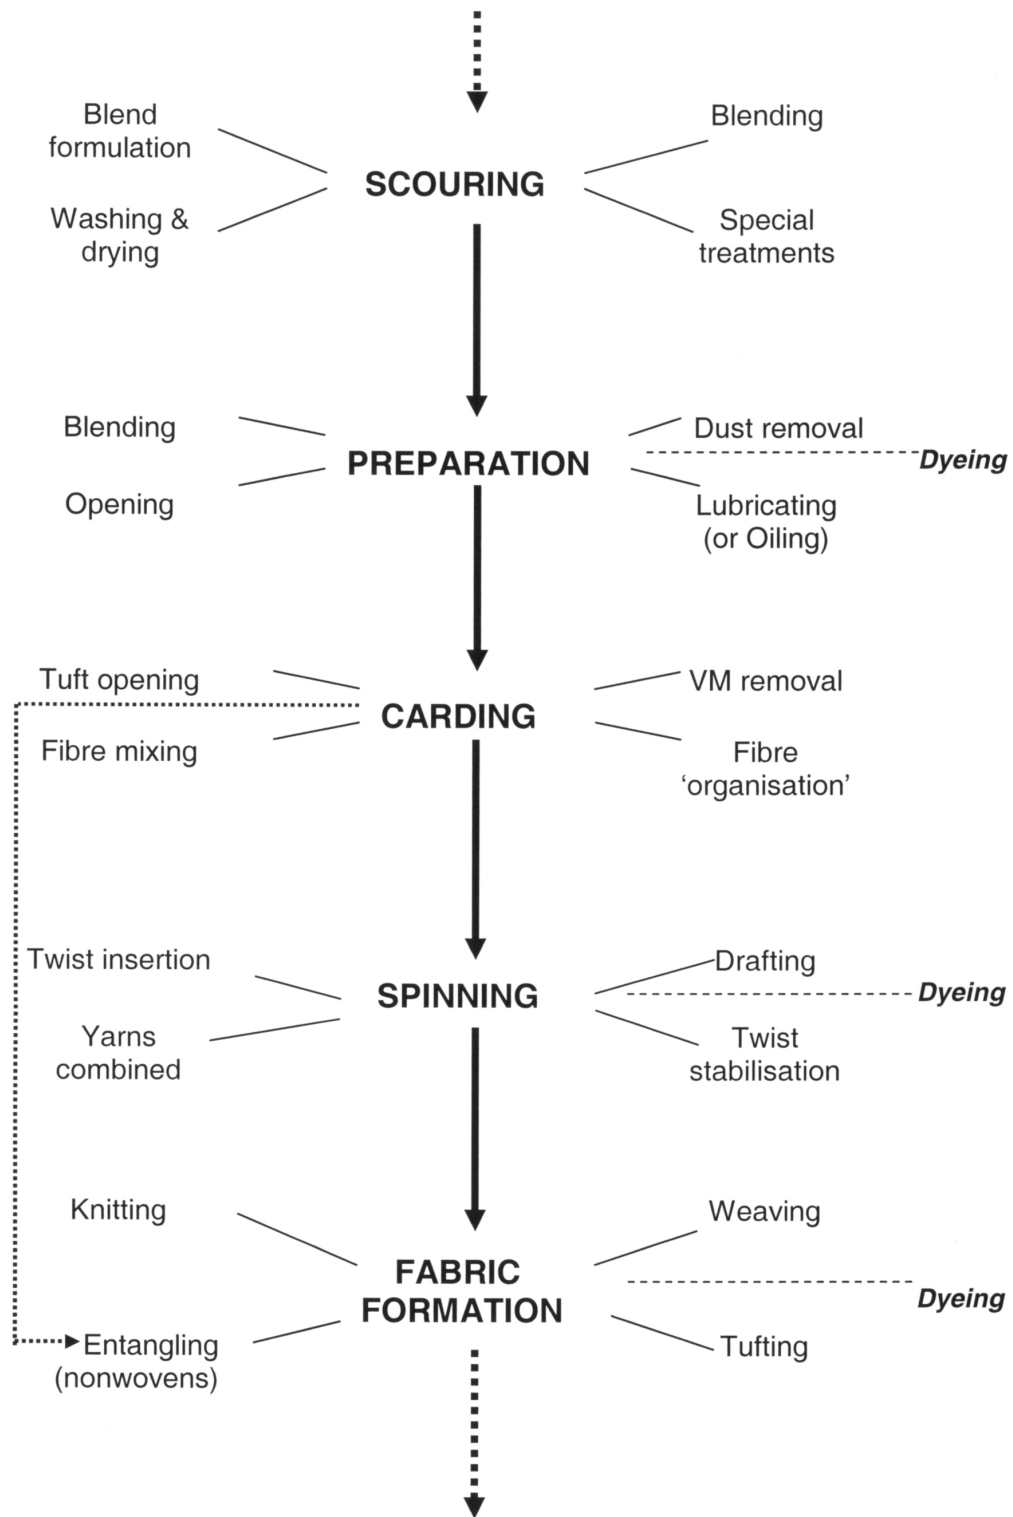 Blend
formulation
Blending
SCOURING
Washing &
drying
Special
treatments
Blending
Dust removal
PREPARATION
Dyeing
Opening
Lubricating
(or Oiling)
Tuft opening
VM removal
CARDING
Fibre mixing
Fibre
‘organisation’
Twist insertion
Drafting
SPINNING
Dyeing
Yarns
combined
Twist
stabilisation
Knitting
Weaving
FABRIC
FORMATION
Dyeing
Entangling
(nonwovens)
Tufting